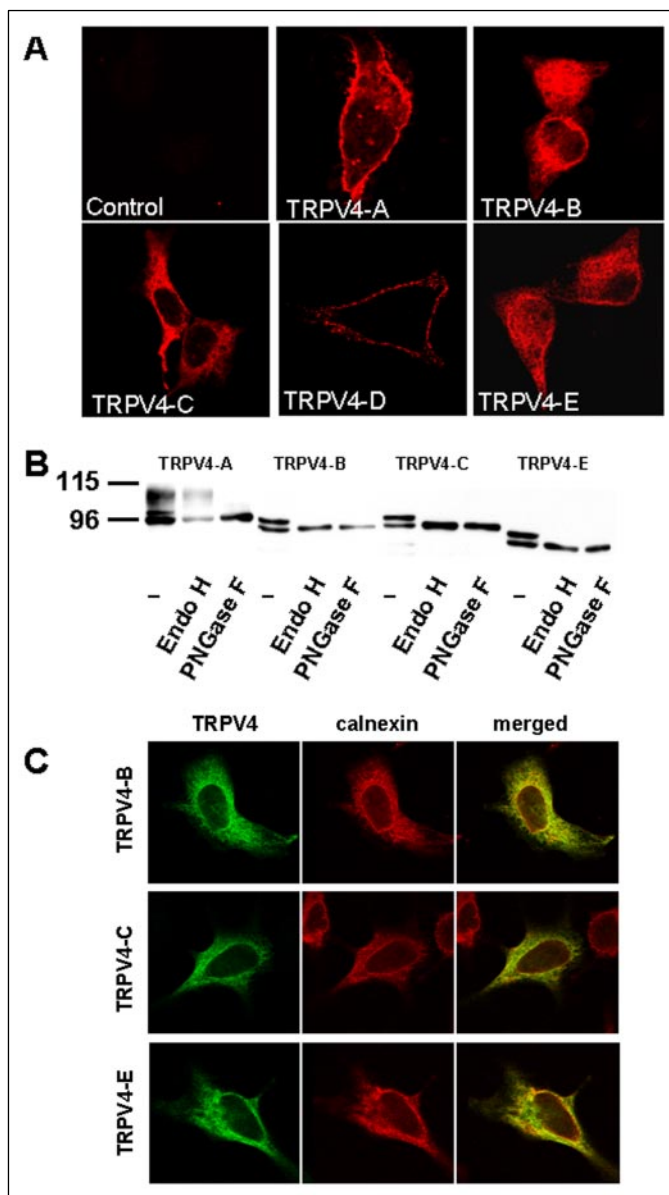 A
Control
TRPV4-A
TRPV4-B
TRPV4-C
TRPV4-D
TRPV4-E
B
TRPV4-A TRPV4-B TRPV4-C TRPV4-E
115
96
– Endo H PNGase F – Endo H PNGase F – Endo H PNGase F – Endo H PNGase F
C
TRPV4 calnexin merged
TRPV4-B
TRPV4-C
TRPV4-E